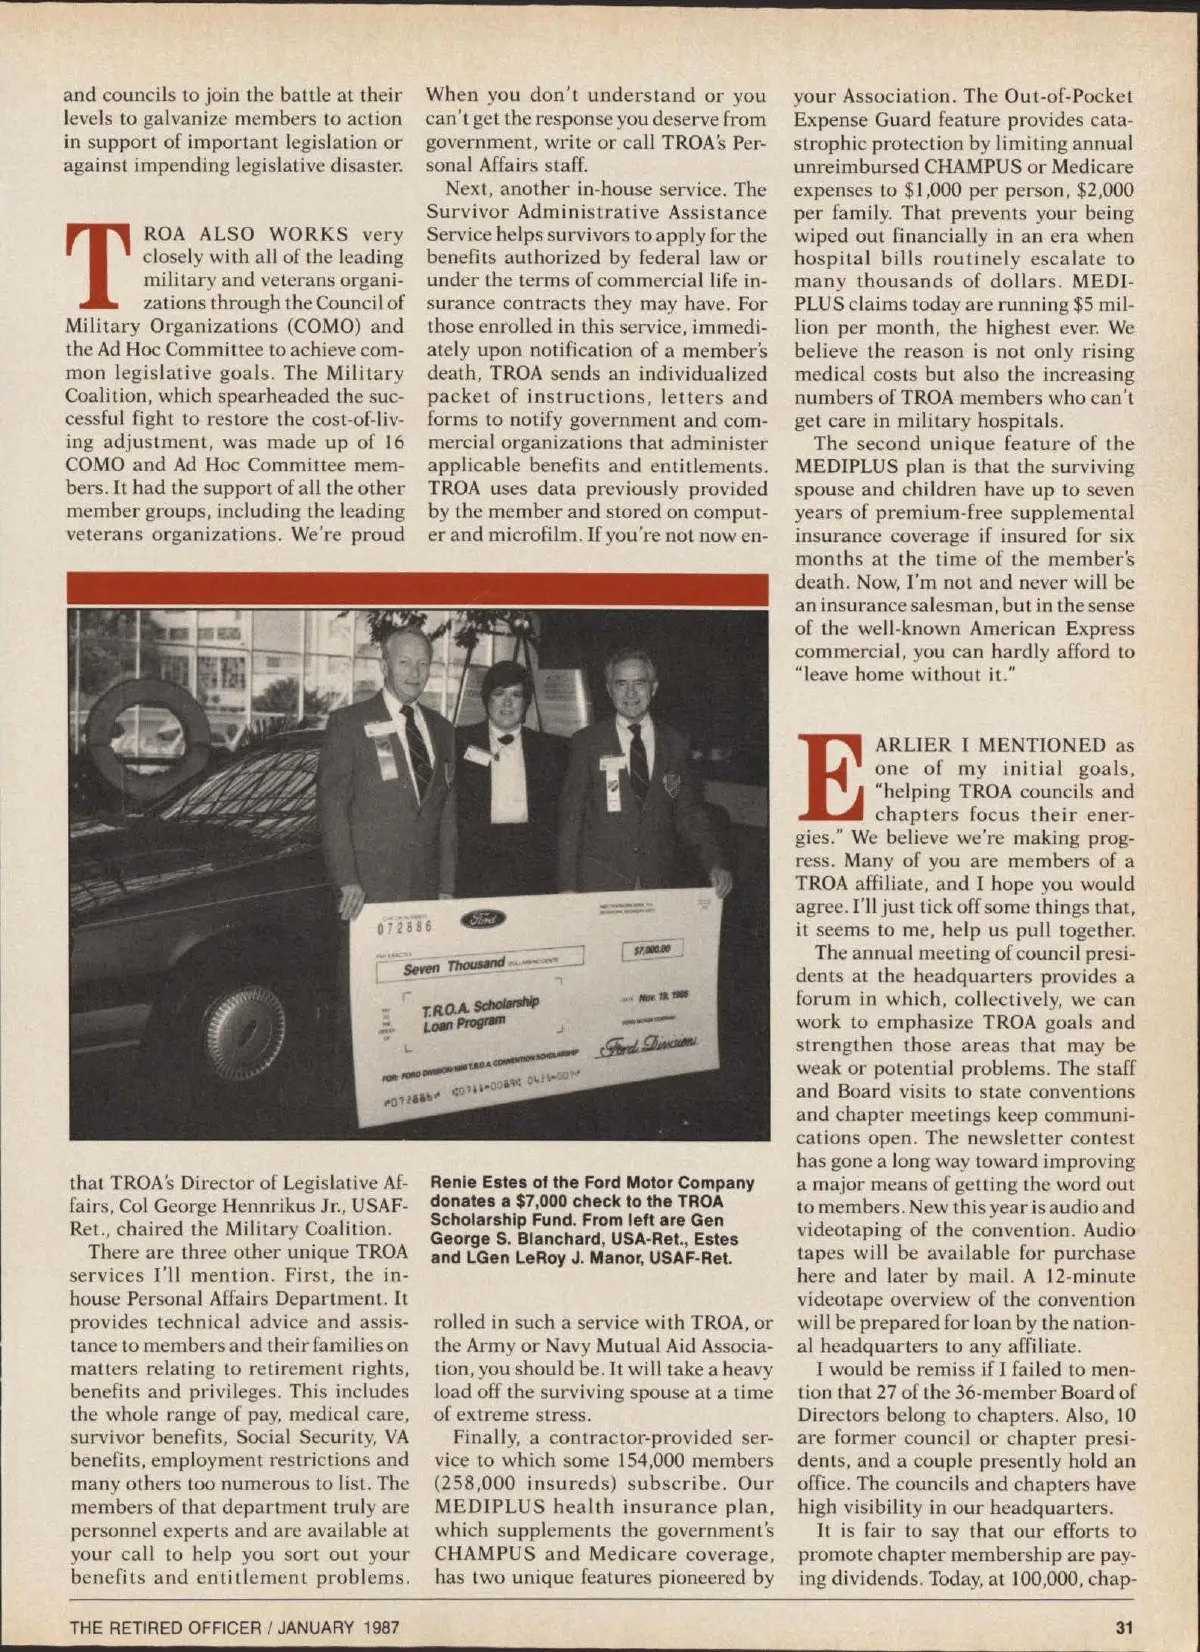 and councils to join the battle at their
levels to galvanize members to action
in support of important legislation or
against impending legislative disaster.
TROA ALSO WORKS very
closely with all of the leading
military and veterans organi-
zations through the Council of
Military Organizations (COMO) and
the Ad Hoc Committee to achieve com-
mon legislative goals. The Military
Coalition, which spearheaded the suc-
cessful fight to restore the cost-of-liv-
ing adjustment, was made up of 16
COMO and Ad Hoc Committee mem-
bers. It had the support of all the other
member groups, including the leading
veterans organizations. We're proud
that TROA's Director of Legislative Af-
fairs, Col George Hennrikus Jr., USAF-
Ret., chaired the Military Coalition.
There are three other unique TROA
services I'll mention. First, the in-
house Personal Affairs Department. It
provides technical advice and assis-
tance to members and their families on
matters relating to retirement rights,
benefits and privileges. This includes
the whole range of pay, medical care,
survivor benefits, Social Security, VA
benefits, employment restrictions and
many others too numerous to list. The
members of that department truly are
personnel experts and are available at
your call to help you sort out your
benefits and entitlement problems.
When you don't understand or you
can't get the response you deserve from
government, write or call TROA's Per-
sonal Affairs staff.
Next, another in-house service. The
Survivor Administrative Assistance
Service helps survivors to apply for the
benefits authorized by federal law or
under the terms of commercial life in-
surance contracts they may have. For
those enrolled in this service, immedi-
ately upon notification of a member's
death, TROA sends an individualized
packet of instructions, letters and
forms to notify government and com-
mercial organizations that administer
applicable benefits and entitlements.
TROA uses data previously provided
by the member and stored on comput-
er and microfilm. If you're not now en-
072886
Ford
Seven Thousand
$7,000.00
T.R.O.A. Scholarship
Loan Program
Nov. 19, 1986
PAY
TO
THE
ORDER
OF
FORD MOTOR COMPANY
Ford Division
FOR: FORD DIVISION/1986 T.R.O.A. CONVENTION SCHOLARSHIP
Renie Estes of the Ford Motor Company
donates a $7,000 check to the TROA
Scholarship Fund. From left are Gen
George S. Blanchard, USA-Ret., Estes
and LGen LeRoy J. Manor, USAF-Ret.
rolled in such a service with TROA, or
the Army or Navy Mutual Aid Associa-
tion, you should be. It will take a heavy
load off the surviving spouse at a time
of extreme stress.
Finally, a contractor-provided ser-
vice to which some 154,000 members
(258,000 insureds) subscribe. Our
MEDIPLUS health insurance plan,
which supplements the government's
CHAMPUS and Medicare coverage,
has two unique features pioneered by
your Association. The Out-of-Pocket
Expense Guard feature provides cata-
strophic protection by limiting annual
unreimbursed CHAMPUS or Medicare
expenses to $1,000 per person, $2,000
per family. That prevents your being
wiped out financially in an era when
hospital bills routinely escalate to
many thousands of dollars. MEDI-
PLUS claims today are running $5 mil-
lion per month, the highest ever. We
believe the reason is not only rising
medical costs but also the increasing
numbers of TROA members who can't
get care in military hospitals.
The second unique feature of the
MEDIPLUS plan is that the surviving
spouse and children have up to seven
years of premium-free supplemental
insurance coverage if insured for six
months at the time of the member's
death. Now, I'm not and never will be
an insurance salesman, but in the sense
of the well-known American Express
commercial, you can hardly afford to
"leave home without it."
EARLIER I MENTIONED as
one of my initial goals,
"helping TROA councils and
chapters focus their ener-
gies." We believe we're making prog-
ress. Many of you are members of a
TROA affiliate, and I hope you would
agree. I'll just tick off some things that,
it seems to me, help us pull together.
The annual meeting of council presi-
dents at the headquarters provides a
forum in which, collectively, we can
work to emphasize TROA goals and
strengthen those areas that may be
weak or potential problems. The staff
and Board visits to state conventions
and chapter meetings keep communi-
cations open. The newsletter contest
has gone a long way toward improving
a major means of getting the word out
to members. New this year is audio and
videotaping of the convention. Audio
tapes will be available for purchase
here and later by mail. A 12-minute
videotape overview of the convention
will be prepared for loan by the nation-
al headquarters to any affiliate.
I would be remiss if I failed to men-
tion that 27 of the 36-member Board of
Directors belong to chapters. Also, 10
are former council or chapter presi-
dents, and a couple presently hold an
office. The councils and chapters have
high visibility in our headquarters.
It is fair to say that our efforts to
promote chapter membership are pay-
ing dividends. Today, at 100,000, chap-
THE RETIRED OFFICER / JANUARY 1987
31